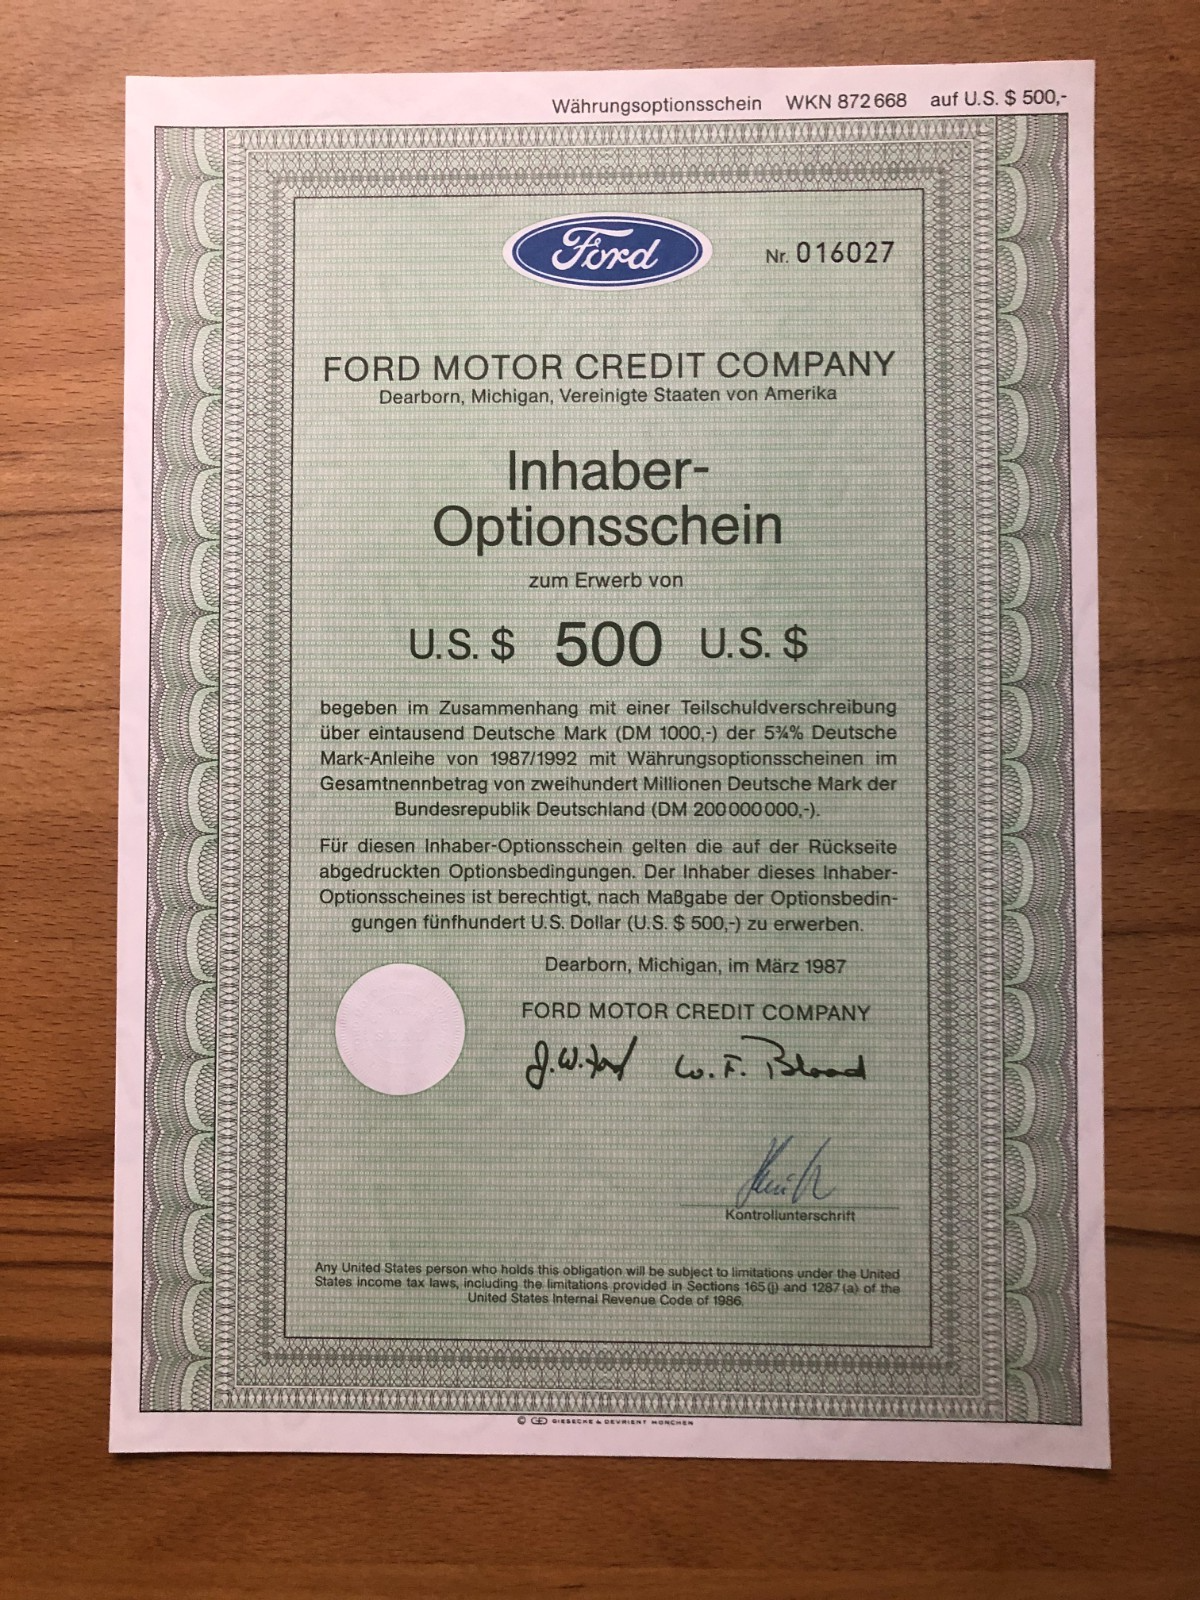 Währungsoptionsschein WKN 872 668 auf U.S. $ 500,-
Ford
Nr. 016027
FORD MOTOR CREDIT COMPANY
Dearborn, Michigan, Vereinigte Staaten von Amerika
Inhaber-
Optionsschein
zum Erwerb von
U.S. $ 500 U.S. $
begeben im Zusammenhang mit einer Teilschuldverschreibung
über eintausend Deutsche Mark (DM 1000,-) der 5¾% Deutsche
Mark-Anleihe von 1987/1992 mit Währungsoptionsscheinen im
Gesamtnennbetrag von zweihundert Millionen Deutsche Mark der
Bundesrepublik Deutschland (DM 200 000 000,-).
Für diesen Inhaber-Optionsschein gelten die auf der Rückseite
abgedruckten Optionsbedingungen. Der Inhaber dieses Inhaber-
Optionsscheines ist berechtigt, nach Maßgabe der Optionsbedin-
gungen fünfhundert U.S. Dollar (U.S. $ 500,-) zu erwerben.
Dearborn, Michigan, im März 1987
FORD MOTOR CREDIT COMPANY
J.W. Ford W. F. Blood
Kontrollunterschrift
Any United States person who holds this obligation will be subject to limitations under the United
States income tax laws, including the limitations provided in Sections 165 (j) and 1287 (a) of the
United States Internal Revenue Code of 1986.
© GD GIESECKE & DEVRIENT MÜNCHEN